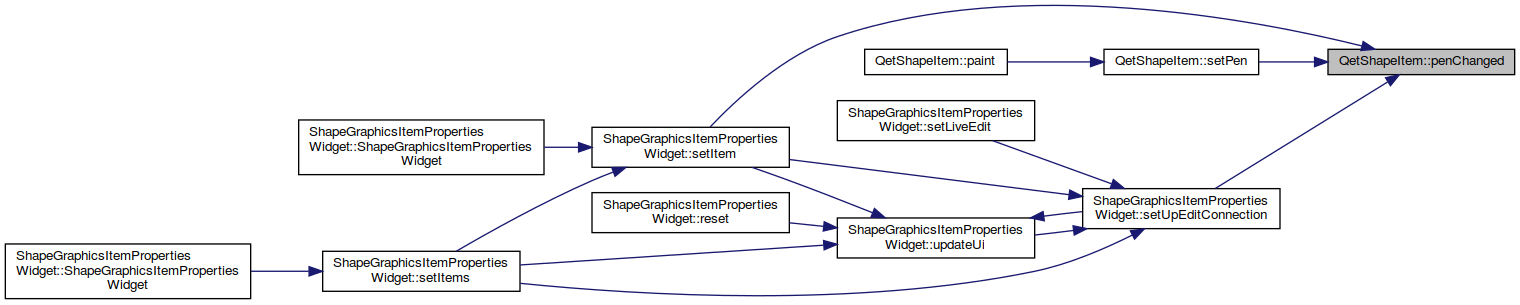 QetShapeItem::paint
QetShapeItem::setPen
QetShapeItem::penChanged
ShapeGraphicsItemProperties
Widget::setLiveEdit
ShapeGraphicsItemProperties
Widget::ShapeGraphicsItemProperties
Widget
ShapeGraphicsItemProperties
Widget::setItem
ShapeGraphicsItemProperties
Widget::reset
ShapeGraphicsItemProperties
Widget::updateUi
ShapeGraphicsItemProperties
Widget::setUpEditConnection
ShapeGraphicsItemProperties
Widget::ShapeGraphicsItemProperties
Widget
ShapeGraphicsItemProperties
Widget::setItems